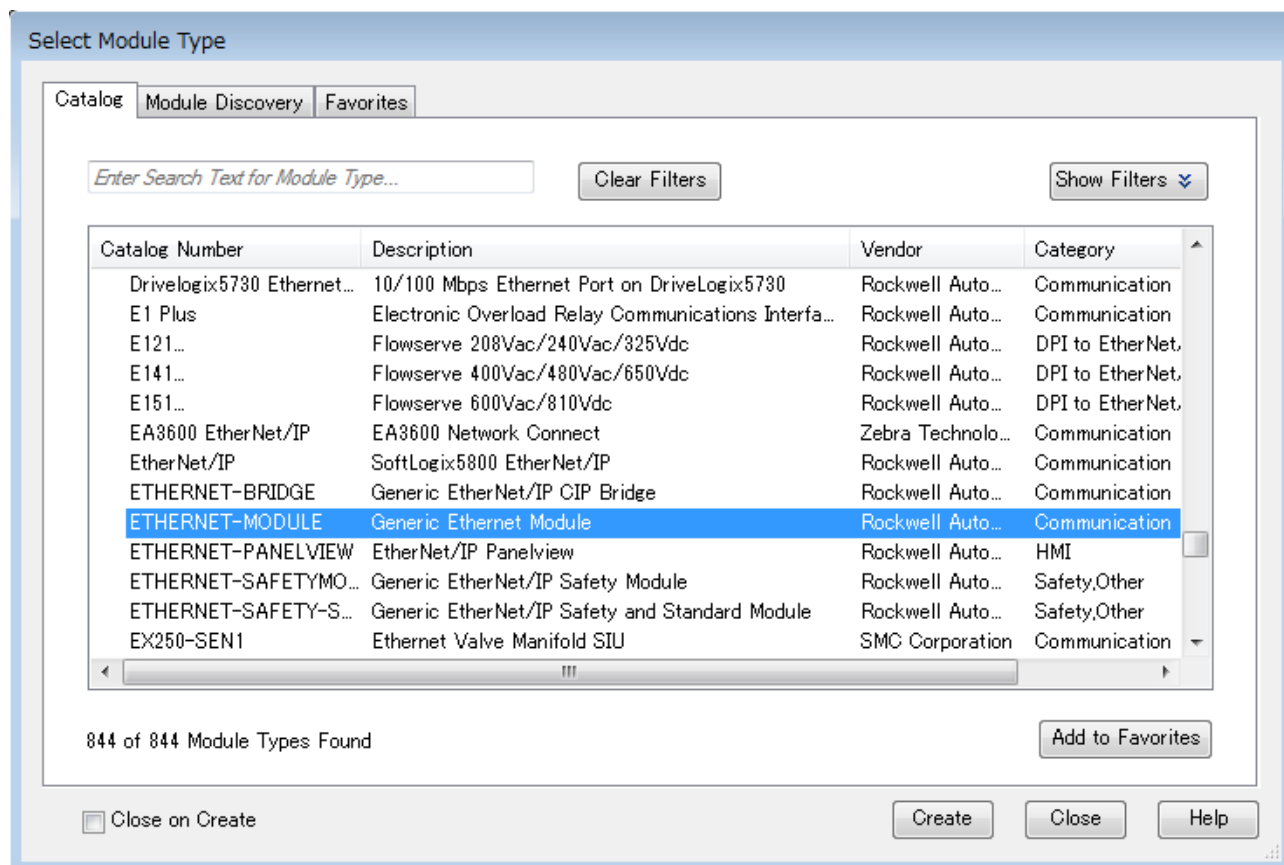 Select Module Type
Catalog Module Discovery Favorites
Enter Search Text for Module Type... Clear Filters Show Filters
Catalog Number Description Vendor Category
Drivelogix5730 Ethernet... 10/100 Mbps Ethernet Port on DriveLogix5730 Rockwell Auto... Communication
E1 Plus Electronic Overload Relay Communications Interfa... Rockwell Auto... Communication
E121... Flowserve 208Vac/240Vac/325Vdc Rockwell Auto... DPI to EtherNet/
E141... Flowserve 400Vac/480Vac/650Vdc Rockwell Auto... DPI to EtherNet/
E151... Flowserve 600Vac/810Vdc Rockwell Auto... DPI to EtherNet/
EA3600 EtherNet/IP EA3600 Network Connect Zebra Technolo... Communication
EtherNet/IP SoftLogix5800 EtherNet/IP Rockwell Auto... Communication
ETHERNET-BRIDGE Generic EtherNet/IP CIP Bridge Rockwell Auto... Communication
ETHERNET-MODULE Generic Ethernet Module Rockwell Auto... Communication
ETHERNET-PANELVIEW EtherNet/IP Panelview Rockwell Auto... HMI
ETHERNET-SAFETYMO... Generic EtherNet/IP Safety Module Rockwell Auto... Safety,Other
ETHERNET-SAFETY-S... Generic EtherNet/IP Safety and Standard Module Rockwell Auto... Safety,Other
EX250-SEN1 Ethernet Valve Manifold SIU SMC Corporation Communication
844 of 844 Module Types Found Add to Favorites
Close on Create Create Close Help